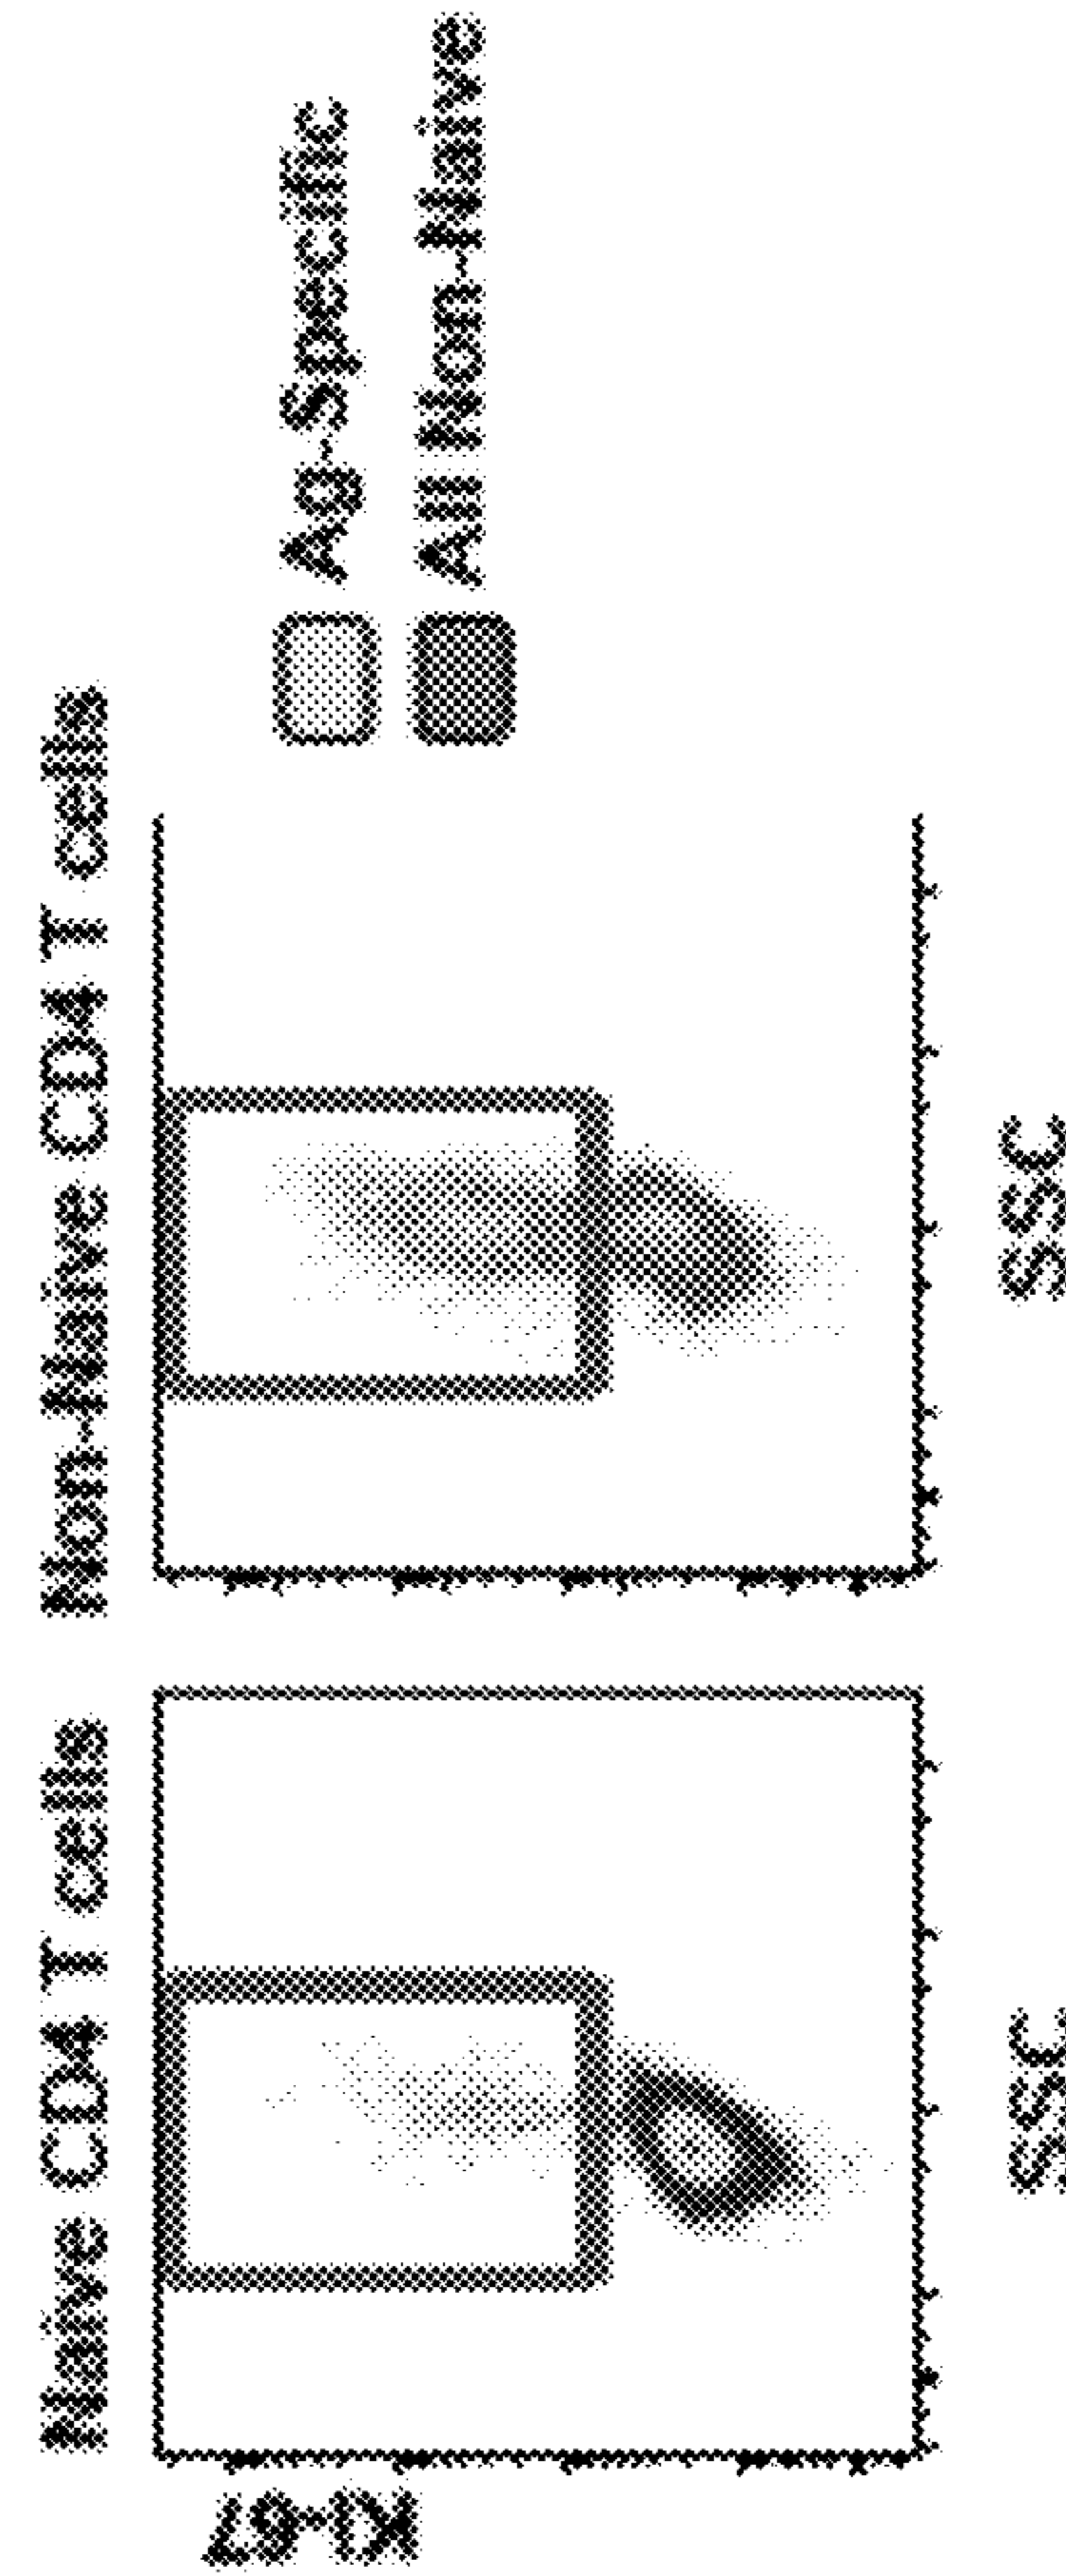 Naive CD4 T cells
Non-Naive CD4 T cells
Ki-67
SSC
SSC
Ag-Specific
All Non-Naive